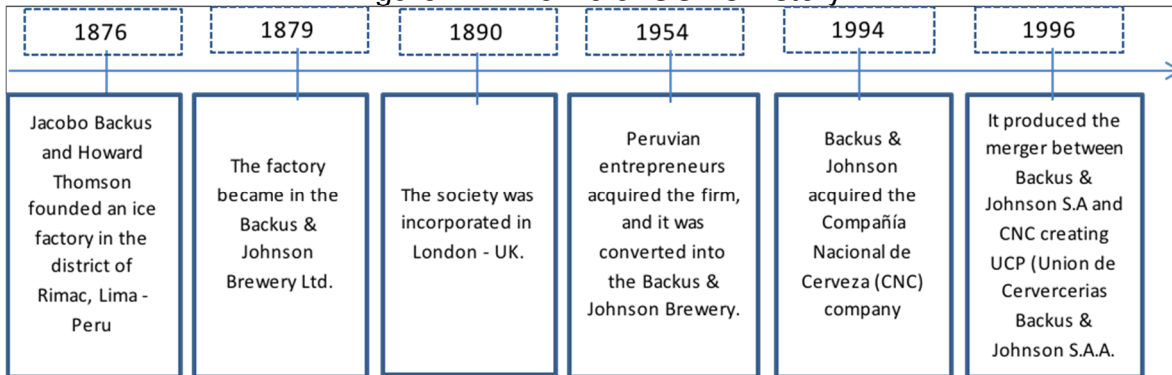 1876
1879
1890
1954
1994
1996
Jacobo Backus
and Howard
Thomson
founded an ice
factory in the
district of
Rimac, Lima -
Peru
The factory
became in the
Backus &
Johnson
Brewery Ltd.
The society was
incorporated in
London - UK.
Peruvian
entrepreneurs
acquired the firm,
and it was
converted into
the Backus &
Johnson Brewery.
Backus &
Johnson
acquired the
Compañía
Nacional de
Cerveza (CNC)
company
It produced the
merger between
Backus &
Johnson S.A and
CNC creating
UCP (Union de
Cervercerias
Backus &
Johnson S.A.A.